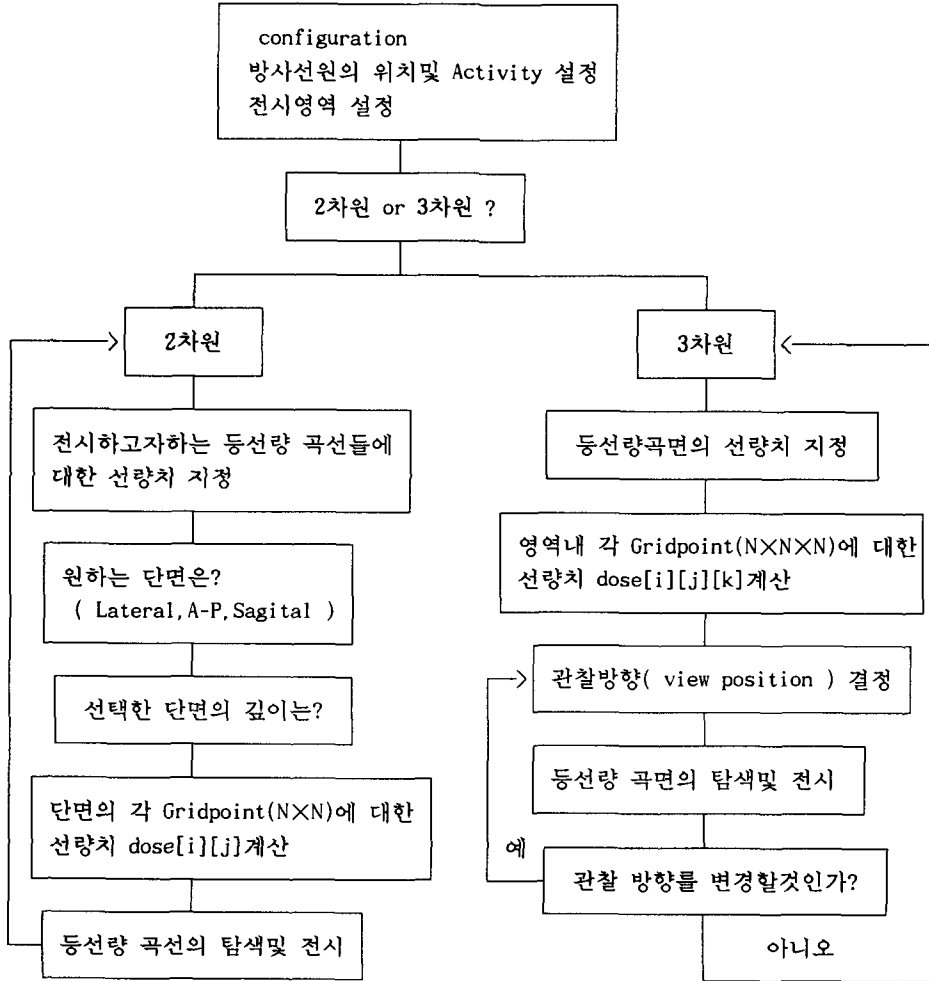 configuration
방사선원의 위치및 Activity 설정
전시영역 설정
2차원 or 3차원 ?
2차원
전시하고자하는 등선량 곡선들에
대한 선량치 지정
원하는 단면은?
( Lateral,A-P,Sagital )
선택한 단면의 깊이는?
단면의 각 Gridpoint(N×N)에 대한
선량치 dose[i][j]계산
등선량 곡선의 탐색및 전시
3차원
등선량곡면의 선량치 지정
영역내 각 Gridpoint(N×N×N)에 대한
선량치 dose[i][j][k]계산
관찰방향( view position ) 결정
등선량 곡면의 탐색및 전시
예
관찰 방향를 변경할것인가?
아니오